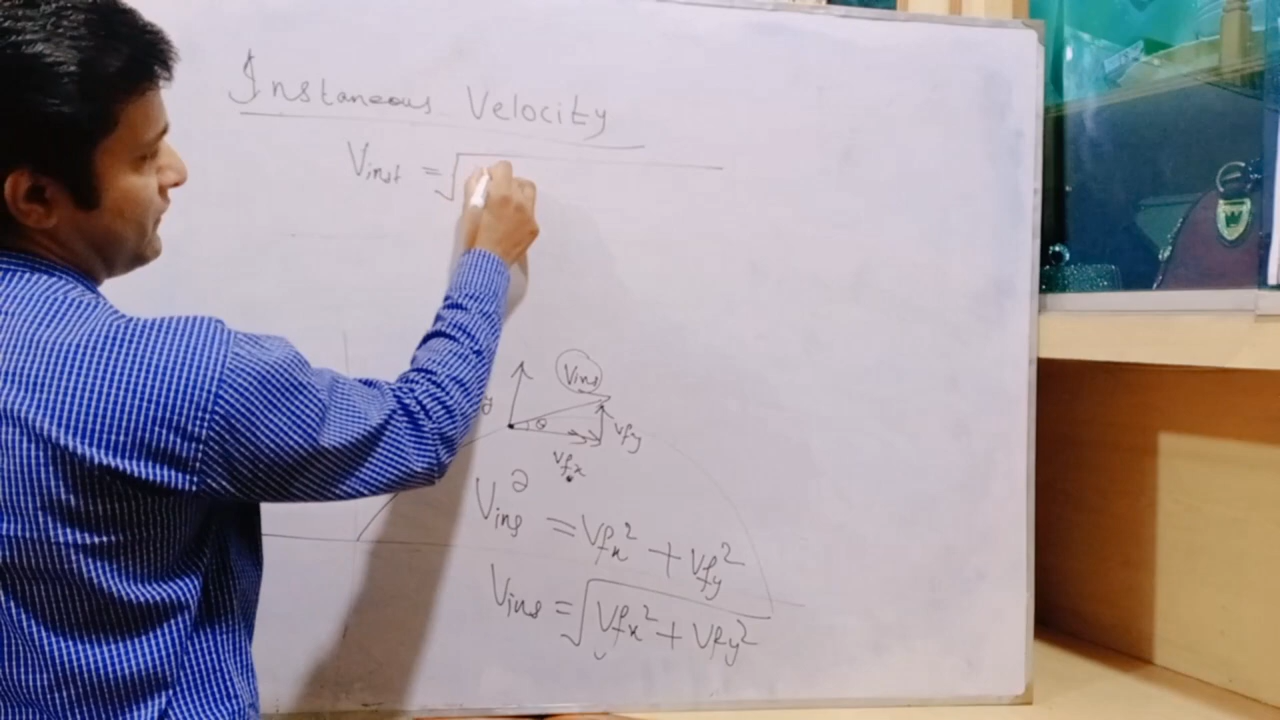 Instaneous Velocity
Vinst = √
Vins
y
θ
Vfy
Vfx
Vins² = Vfx² + Vfy²
Vins = √Vfx² + Vfy²